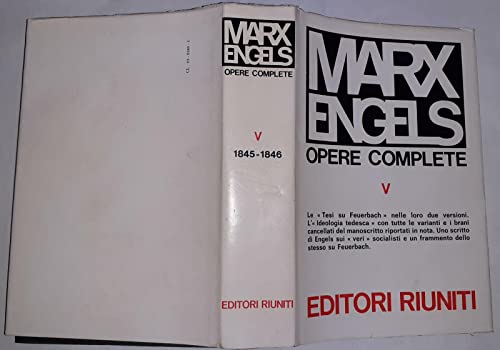 MARX
ENGELS
OPERE COMPLETE
V
1845-1846
EDITORI RIUNITI
MARX
ENGELS
OPERE COMPLETE
V
Le «Tesi su Feuerbach» nelle loro due versioni.
L'«Ideologia tedesca» con tutte le varianti e i brani
cancellati del manoscritto riportati in nota. Uno scritto
di Engels sui «veri» socialisti e un frammento dello
stesso su Feuerbach.
EDITORI RIUNITI